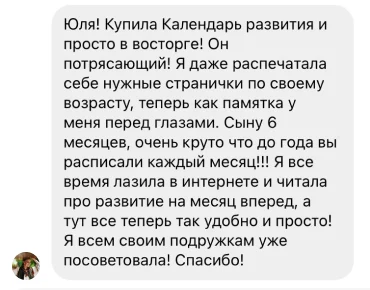 Юля! Купила Календарь развития и
просто в восторге! Он
потрясающий! Я даже распечатала
себе нужные странички по своему
возрасту, теперь как памятка у
меня перед глазами. Сыну 6
месяцев, очень круто что до года вы
расписали каждый месяц!!! Я все
время лазила в интернете и читала
про развитие на месяц вперед, а
тут все теперь так удобно и просто!
Я всем своим подружкам уже
посоветовала! Спасибо!